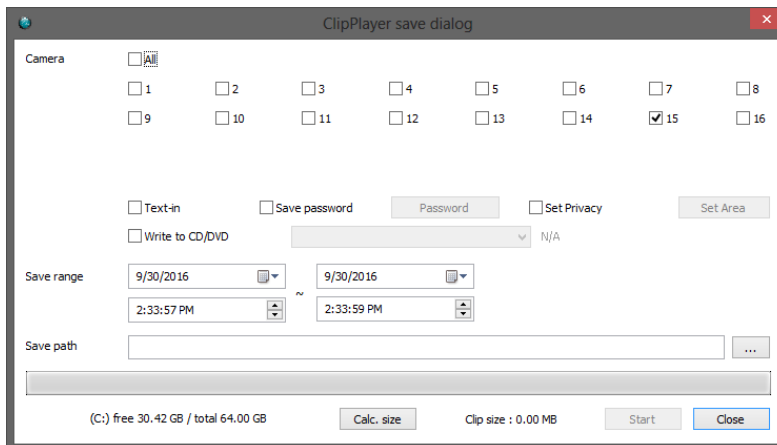 ClipPlayer save dialog
Camera All
1 2 3 4 5 6 7 8
9 10 11 12 13 14 15 16
Text-in Save password Password Set Privacy Set Area
Write to CD/DVD N/A
Save range 9/30/2016 9/30/2016
~
2:33:57 PM 2:33:59 PM
Save path ...
(C:) free 30.42 GB / total 64.00 GB Calc. size Clip size : 0.00 MB Start Close